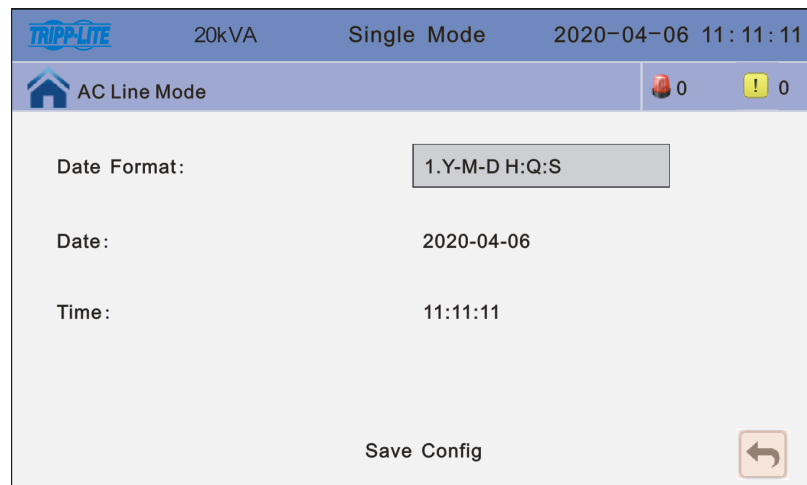 TRIPP·LITE 20kVA Single Mode 2020-04-06 11:11:11
AC Line Mode 0 ! 0
Date Format: 1.Y-M-D H:Q:S
Date: 2020-04-06
Time: 11:11:11
Save Config